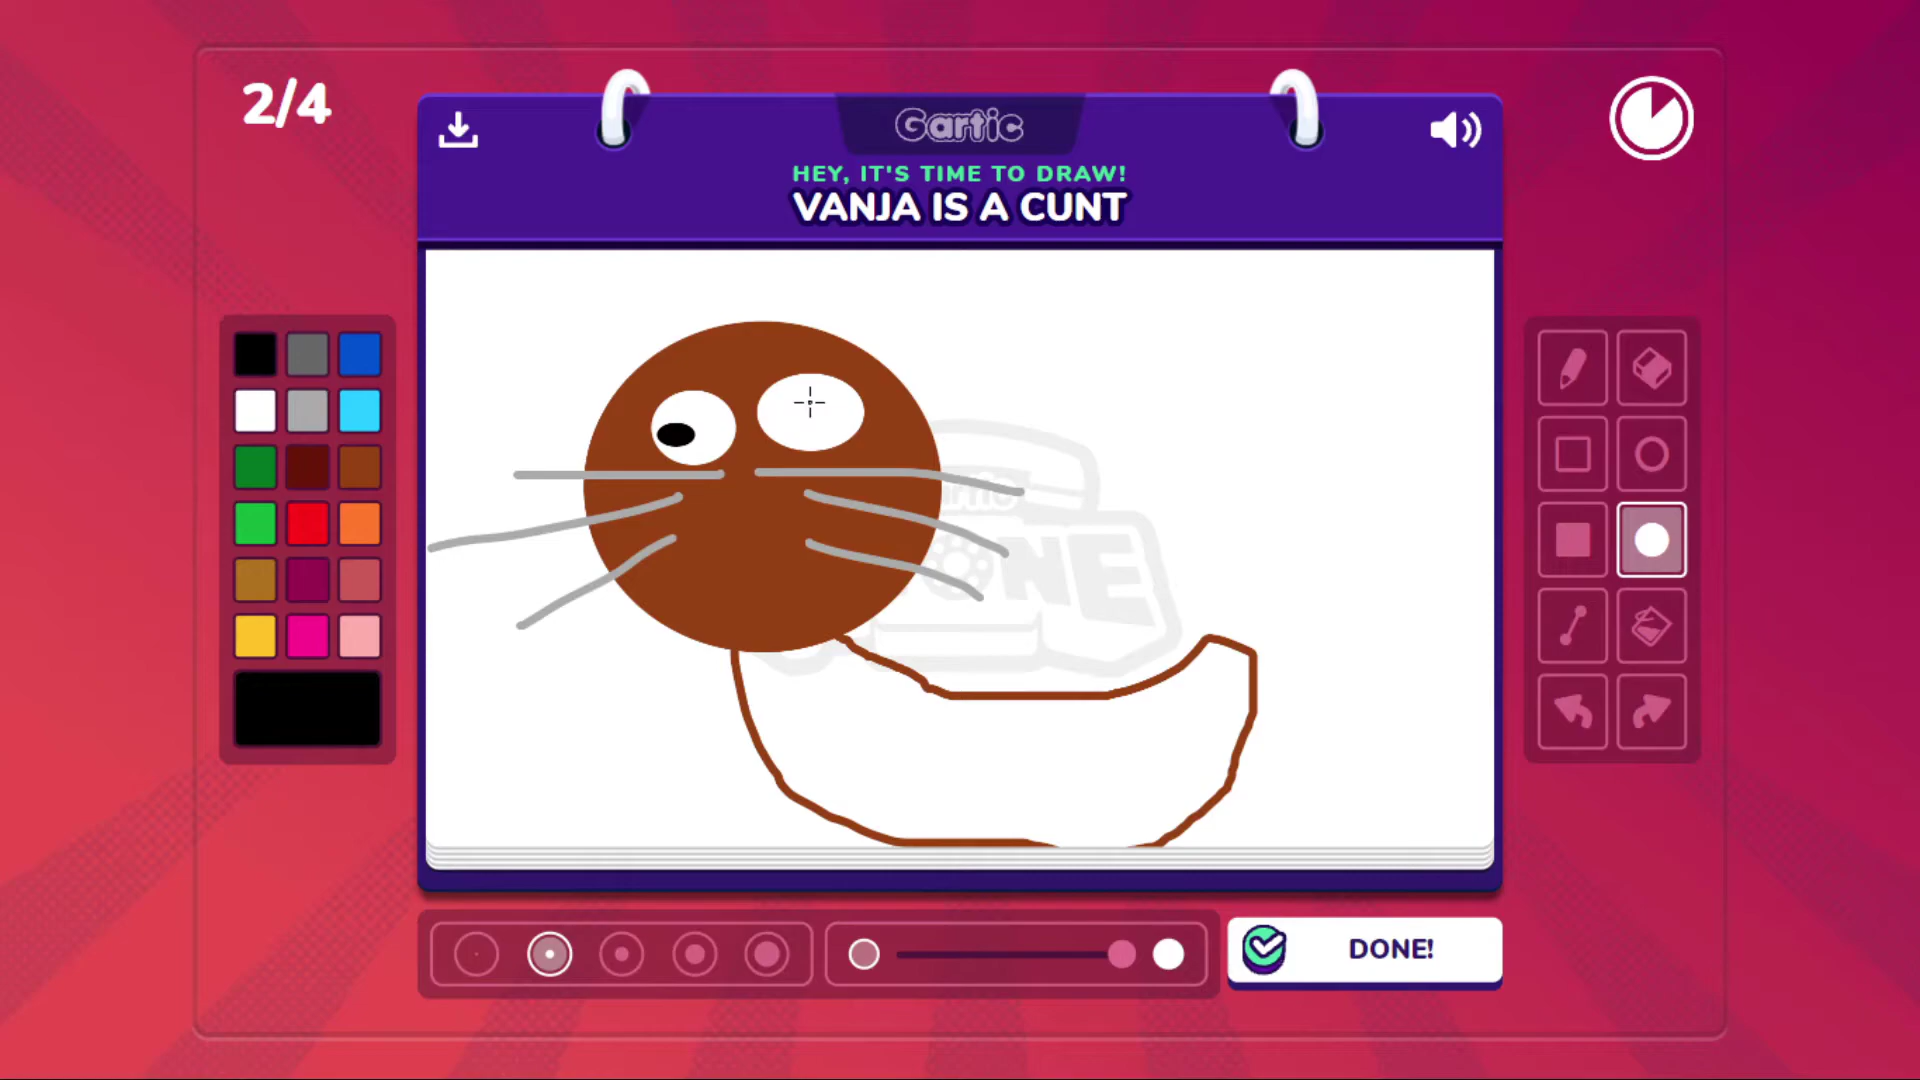 2/4
Gartic
HEY, IT'S TIME TO DRAW!
VANJA IS A CUNT
DONE!